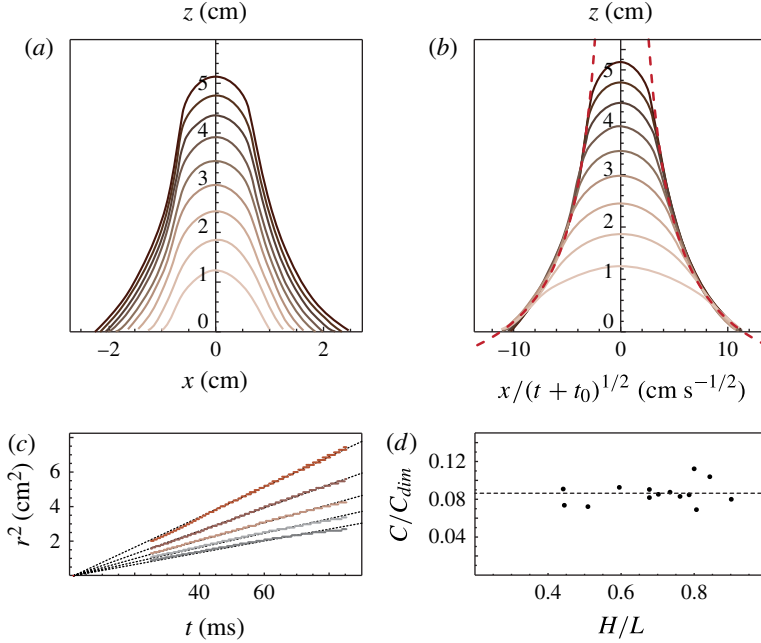 z (cm)
z (cm)
(a)
(b)
5
4
3
2
1
0
5
4
3
2
1
0
−2
0
2
−10
0
10
x (cm)
x/(t + t0)^1/2 (cm s^−1/2)
(c)
(d)
6
4
2
r² (cm²)
40
60
t (ms)
0.12
0.08
0.04
C/Cdim
0.4
0.6
0.8
H/L